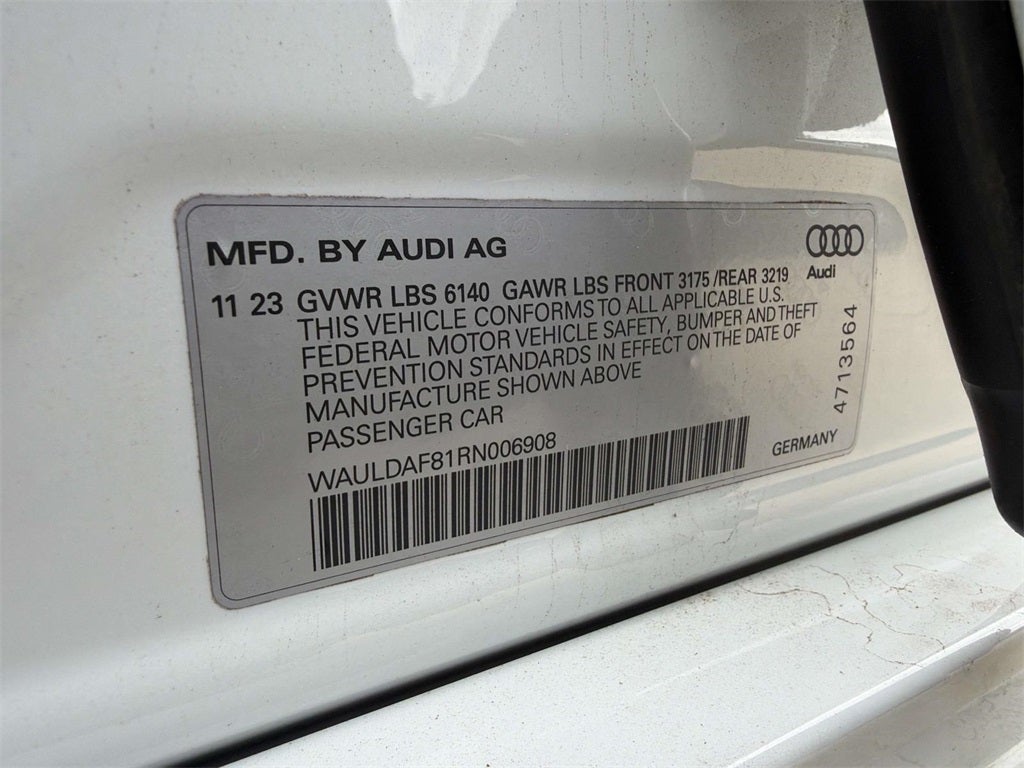 MFD. BY AUDI AG
Audi
11 23 GVWR LBS 6140 GAWR LBS FRONT 3175 /REAR 3219
THIS VEHICLE CONFORMS TO ALL APPLICABLE U.S.
FEDERAL MOTOR VEHICLE SAFETY, BUMPER AND THEFT
PREVENTION STANDARDS IN EFFECT ON THE DATE OF
MANUFACTURE SHOWN ABOVE
PASSENGER CAR
WAULDAF81RN006908
GERMANY
4713564